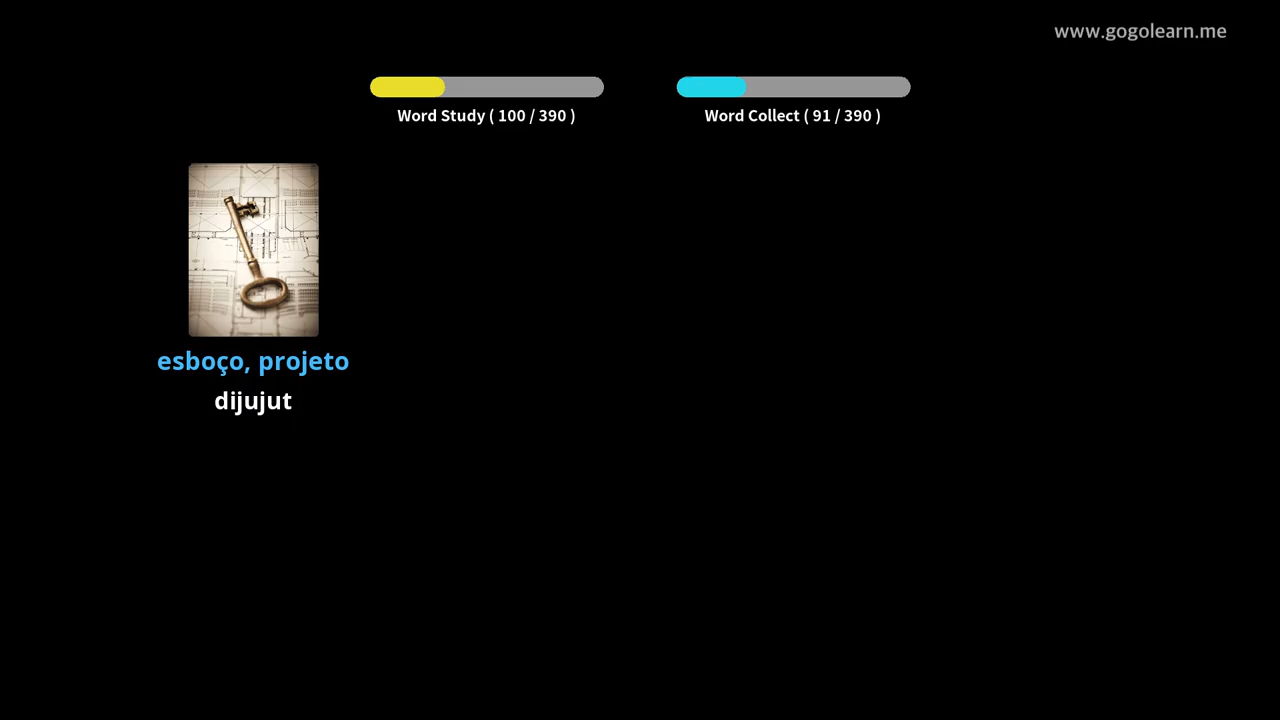 www.gogolearn.me
Word Study ( 100 / 390 )
Word Collect ( 91 / 390 )
esboço, projeto
dijujut